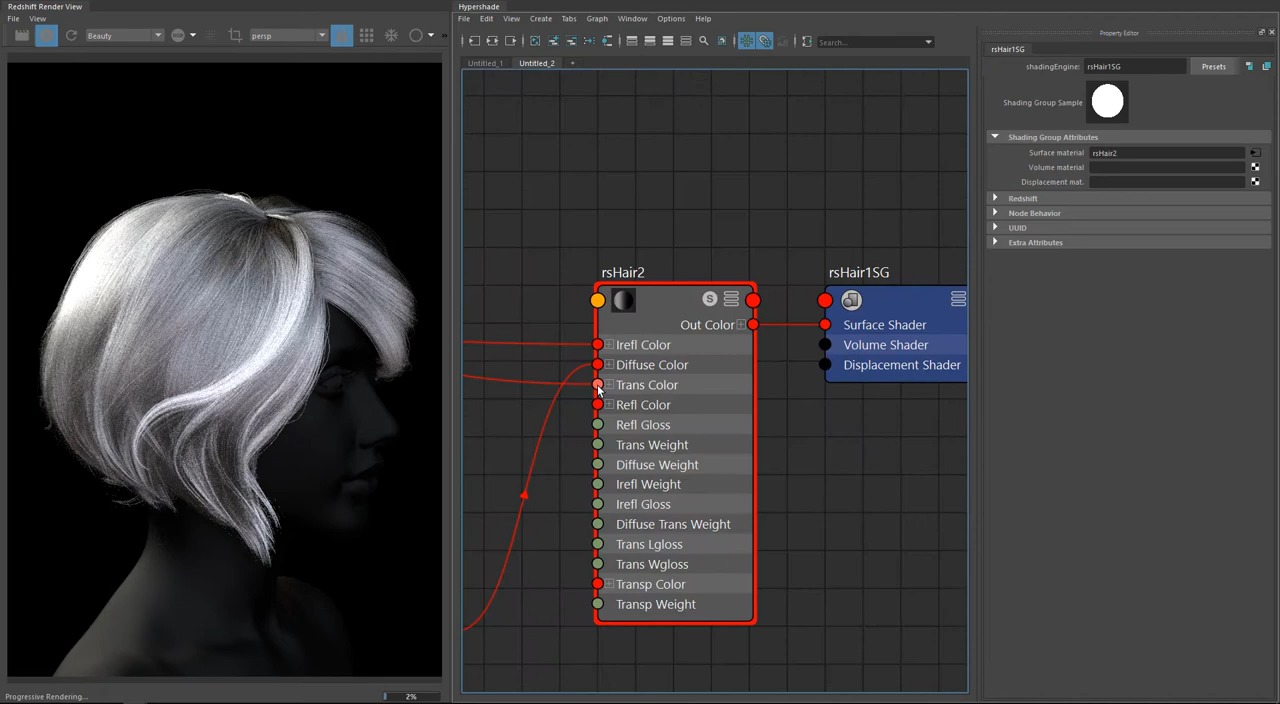 Redshift Render View
File View
Beauty
persp
Progressive Rendering...
2%
Hypershade
File Edit View Create Tabs Graph Window Options Help
Search...
Untitled_1 Untitled_2 +
rsHair2
S
Out Color
Irefl Color
Diffuse Color
Trans Color
Refl Color
Refl Gloss
Trans Weight
Diffuse Weight
Irefl Weight
Irefl Gloss
Diffuse Trans Weight
Trans Lgloss
Trans Wgloss
Transp Color
Transp Weight
rsHair1SG
Surface Shader
Volume Shader
Displacement Shader
Property Editor
rsHair1SG
shadingEngine: rsHair1SG Presets
Shading Group Sample
Shading Group Attributes
Surface material rsHair2
Volume material
Displacement mat.
Redshift
Node Behavior
UUID
Extra Attributes